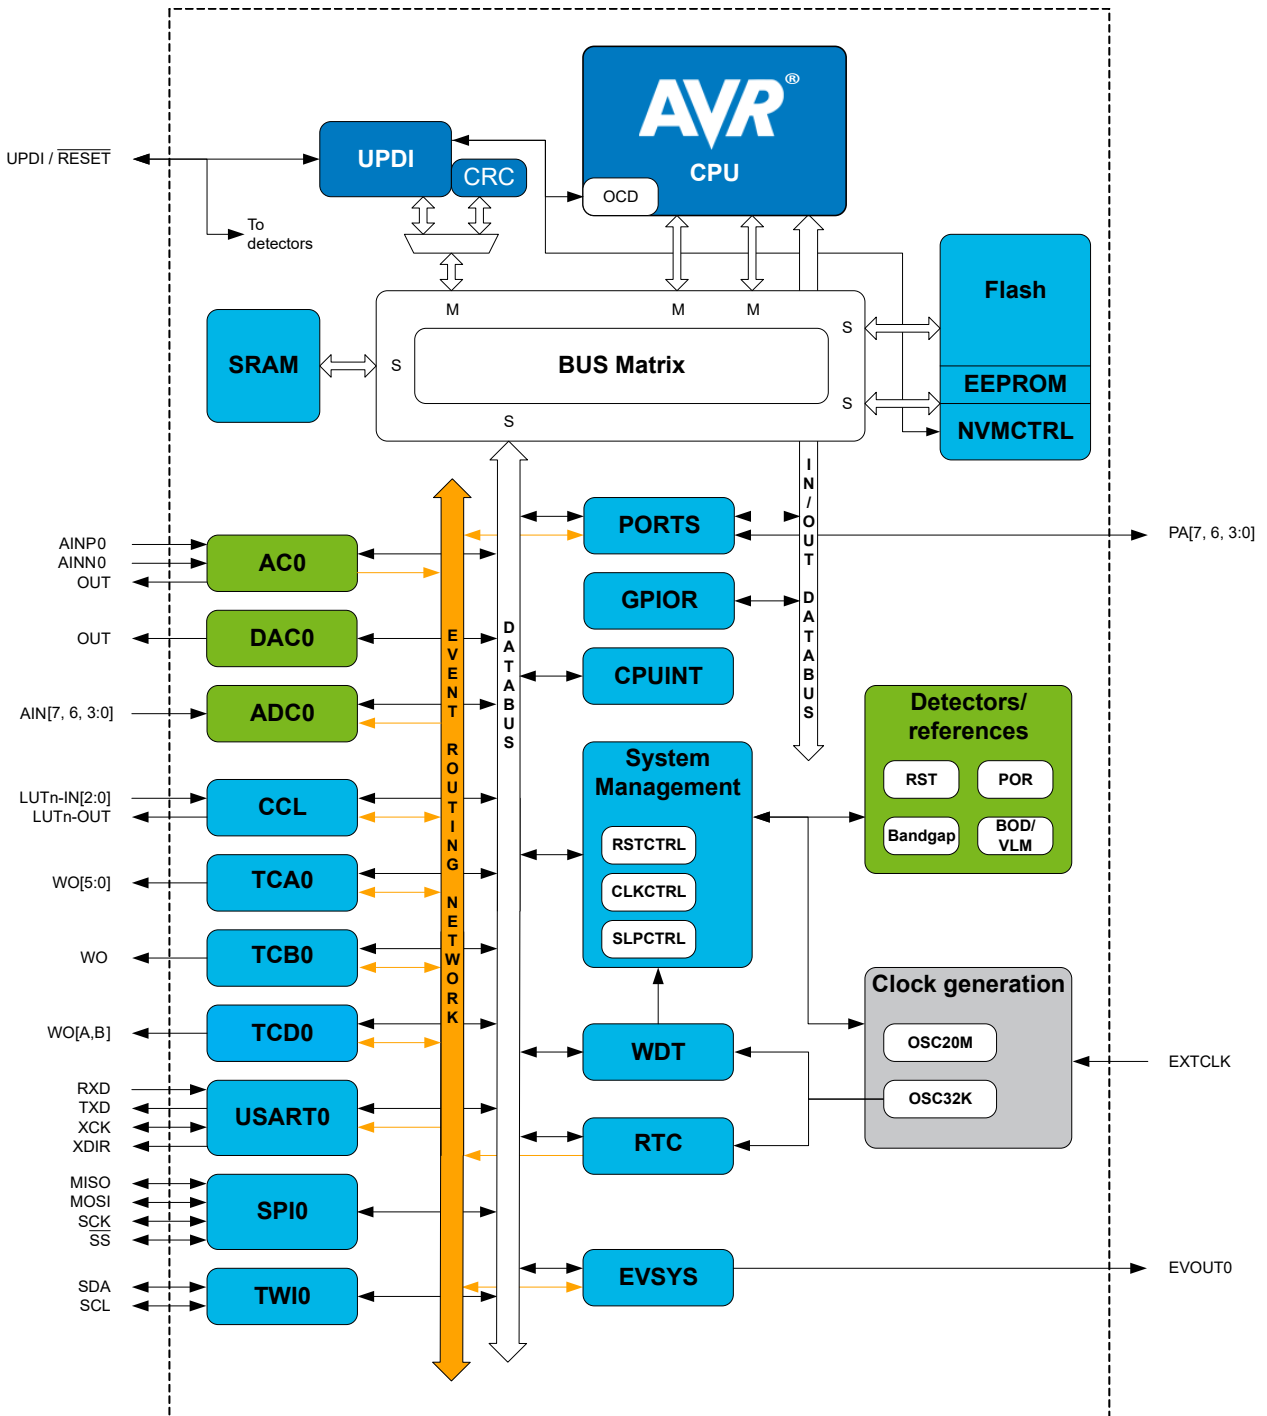 AVR®
CPU
OCD
UPDI
CRC
UPDI / RESET
To
detectors
M
M
M
Flash
S
SRAM
S
BUS Matrix
EEPROM
S
NVMCTRL
S
IN/OUT DATABUS
PORTS
PA[7, 6, 3:0]
AINP0
AINN0
OUT
AC0
GPIOR
OUT
DAC0
EVENT ROUTING NETWORK
DATABUS
CPUINT
AIN[7, 6, 3:0]
ADC0
Detectors/
references
RST
POR
Bandgap
BOD/
VLM
System
Management
RSTCTRL
CLKCTRL
SLPCTRL
LUTn-IN[2:0]
LUTn-OUT
CCL
WO[5:0]
TCA0
WO
TCB0
Clock generation
OSC20M
OSC32K
EXTCLK
WO[A,B]
TCD0
WDT
RXD
TXD
XCK
XDIR
USART0
RTC
MISO
MOSI
SCK
SS
SPI0
EVSYS
EVOUT0
SDA
SCL
TWI0